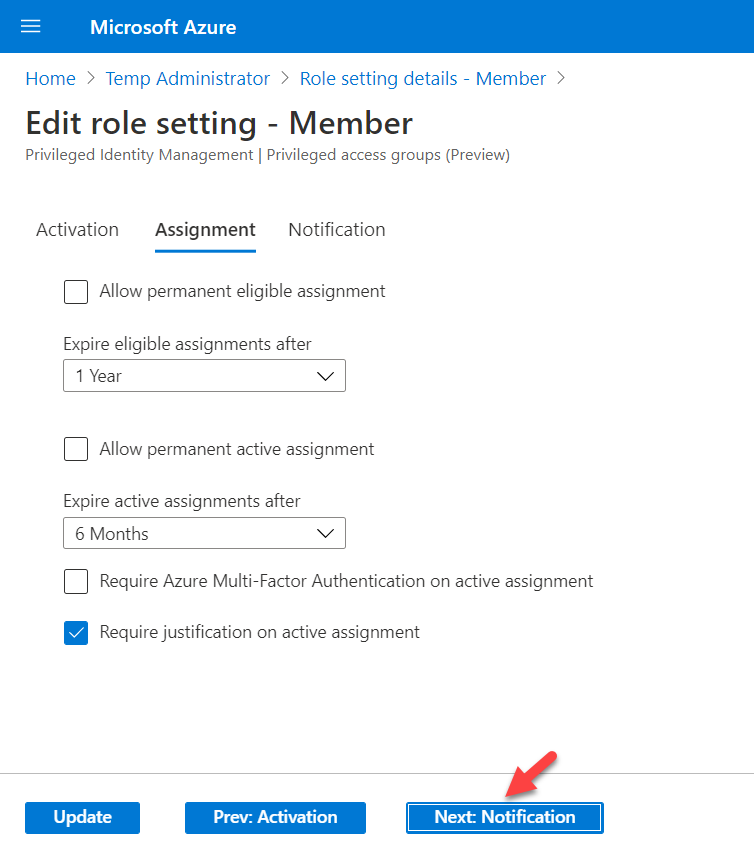 Microsoft Azure
Home > Temp Administrator > Role setting details - Member >
Edit role setting - Member
Privileged Identity Management | Privileged access groups (Preview)
Activation Assignment Notification
Allow permanent eligible assignment
Expire eligible assignments after
1 Year
Allow permanent active assignment
Expire active assignments after
6 Months
Require Azure Multi-Factor Authentication on active assignment
Require justification on active assignment
Update Prev: Activation Next: Notification